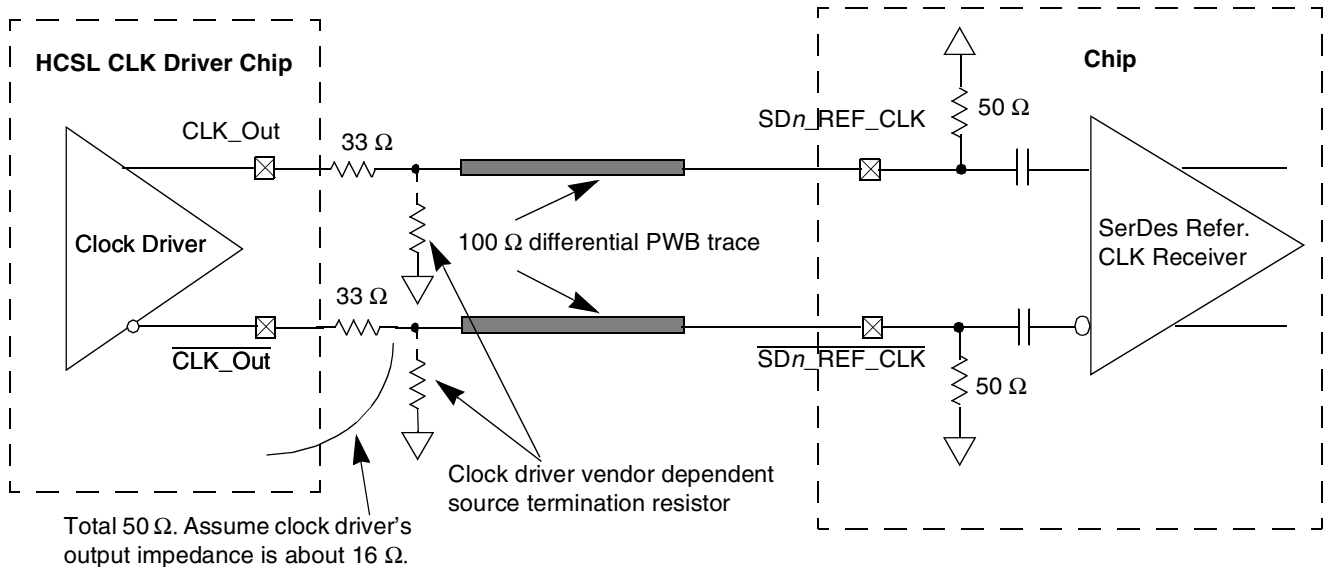 HCSL CLK Driver Chip
Chip
CLK_Out
33 Ω
SDn_REF_CLK
50 Ω
Clock Driver
100 Ω differential PWB trace
SerDes Refer.
CLK Receiver
33 Ω
CLK_Out
SDn_REF_CLK
50 Ω
Clock driver vendor dependent
source termination resistor
Total 50 Ω. Assume clock driver's
output impedance is about 16 Ω.